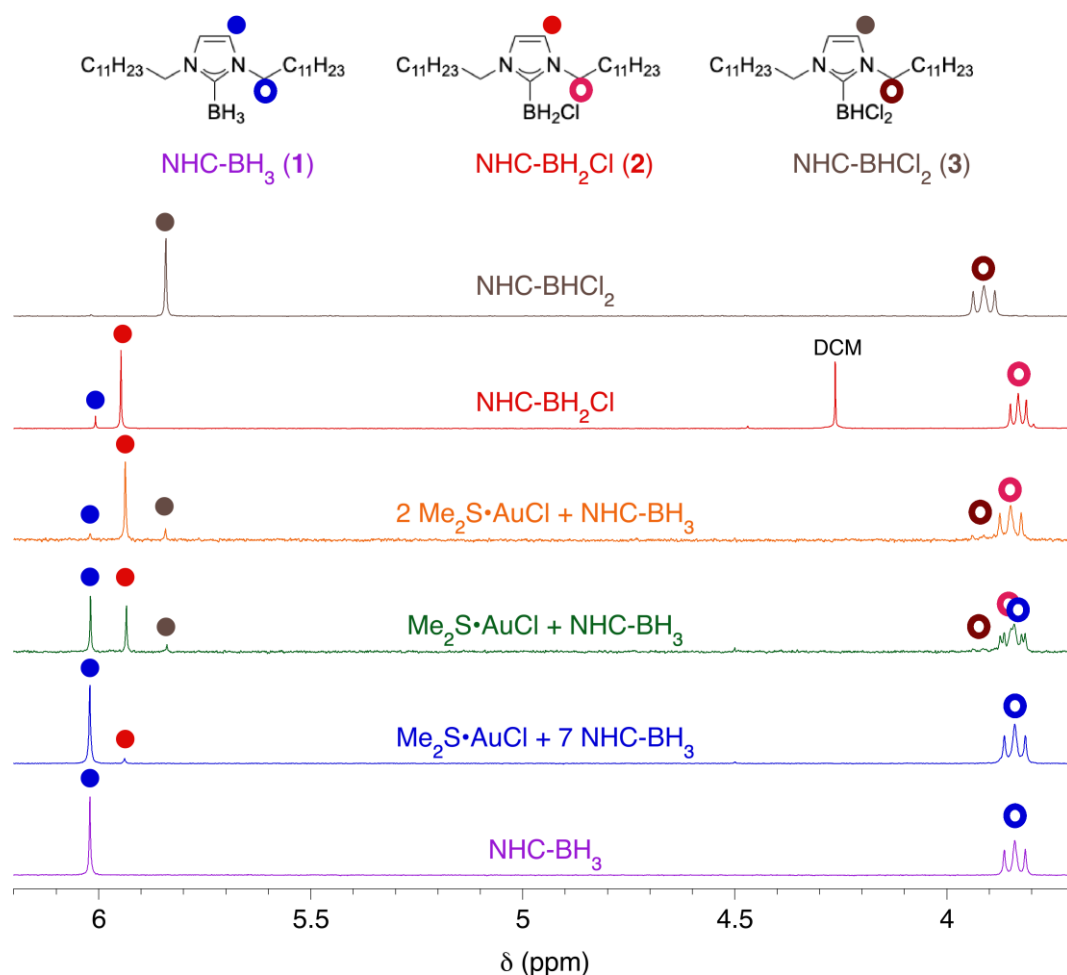 C11H23 N N C11H23
BH3
C11H23 N N C11H23
BH2Cl
C11H23 N N C11H23
BHCl2
NHC-BH3 (1)
NHC-BH2Cl (2)
NHC-BHCl2 (3)
NHC-BHCl2
DCM
NHC-BH2Cl
2 Me2S•AuCl + NHC-BH3
Me2S•AuCl + NHC-BH3
Me2S•AuCl + 7 NHC-BH3
NHC-BH3
6 5.5 5 4.5 4
δ (ppm)